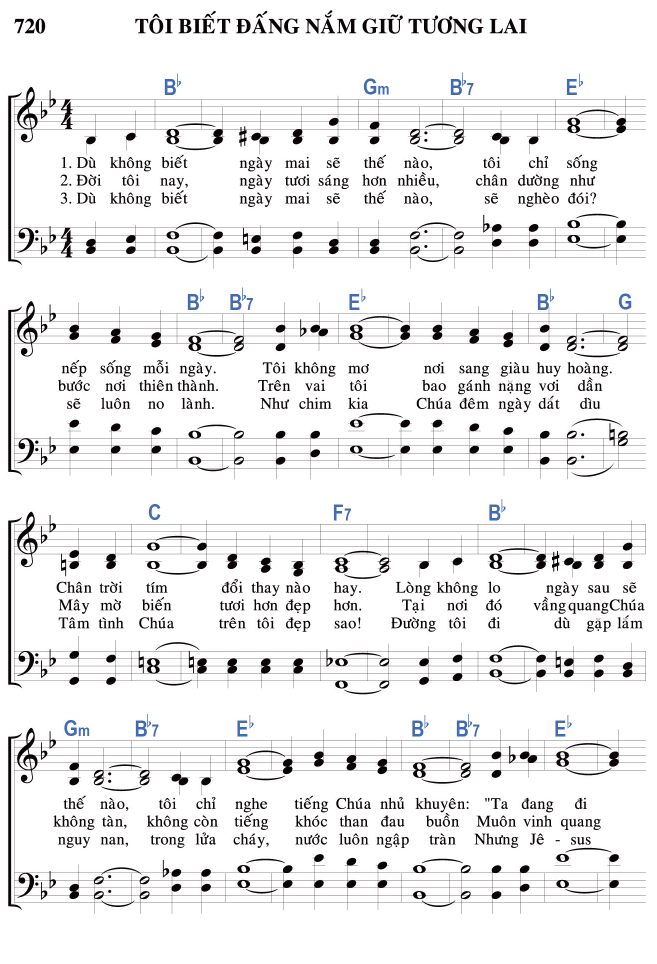 720 TÔI BIẾT ĐẤNG NẮM GIỮ TƯƠNG LAI
B♭ Gm B♭7 E♭
1. Dù không biết ngày mai sẽ thế nào, tôi chỉ sống
2. Đời tôi nay, ngày tươi sáng hơn nhiều, chân đường như
3. Dù không biết ngày mai sẽ thế nào, sẽ nghèo đói?
B♭ B♭7 E♭ B♭ G
nếp sống mỗi ngày. Tôi không mơ nơi sang giàu huy hoàng.
bước nơi thiên thành. Trên vai tôi bao gánh nặng vơi dần
sẽ luôn no lành. Như chim kia Chúa đêm ngày dất dìu
C F7 B♭
Chân trời tím đổi thay nào hay. Lòng không lo ngày sau sẽ
Mây mờ biến tươi hơn đẹp hơn. Tại nơi đó vầng quang Chúa
Tâm tình Chúa trên tôi đẹp sao! Đường tôi đi dù gặp lắm
Gm B♭7 E♭ B♭ B♭7 E♭
thế nào, tôi chỉ nghe tiếng Chúa nhủ khuyên: "Ta đang đi
không tàn, không còn tiếng khóc than đau buồn Muôn vinh quang
nguy nan, trong lửa cháy, nước luôn ngập tràn Nhưng Jê - sus